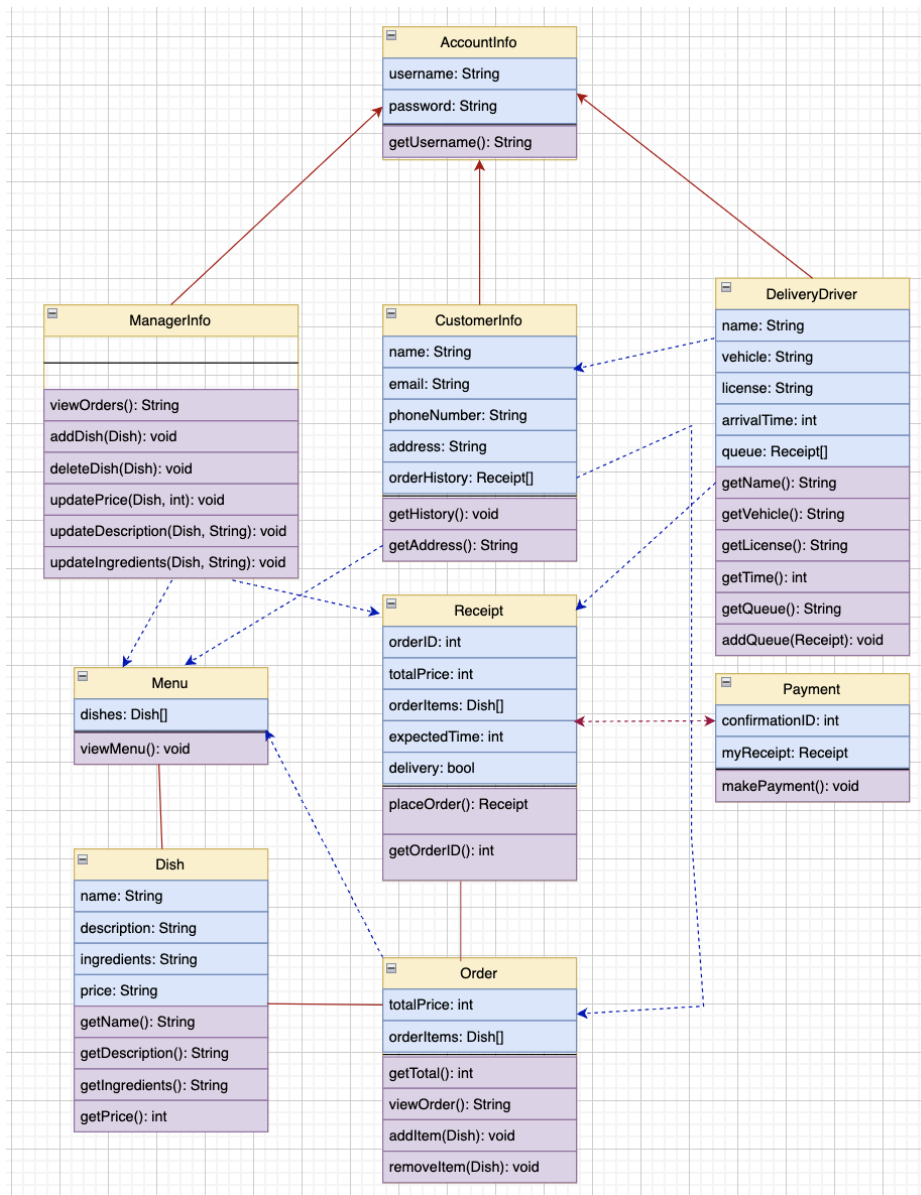 AccountInfo
username: String
password: String
getUsername(): String
ManagerInfo
viewOrders(): String
addDish(Dish): void
deleteDish(Dish): void
updatePrice(Dish, int): void
updateDescription(Dish, String): void
updateIngredients(Dish, String): void
CustomerInfo
name: String
email: String
phoneNumber: String
address: String
orderHistory: Receipt[]
getHistory(): void
getAddress(): String
DeliveryDriver
name: String
vehicle: String
license: String
arrivalTime: int
queue: Receipt[]
getName(): String
getVehicle(): String
getLicense(): String
getTime(): int
getQueue(): String
addQueue(Receipt): void
Menu
dishes: Dish[]
viewMenu(): void
Receipt
orderID: int
totalPrice: int
orderItems: Dish[]
expectedTime: int
delivery: bool
placeOrder(): Receipt
getOrderID(): int
Payment
confirmationID: int
myReceipt: Receipt
makePayment(): void
Dish
name: String
description: String
ingredients: String
price: String
getName(): String
getDescription(): String
getIngredients(): String
getPrice(): int
Order
totalPrice: int
orderItems: Dish[]
getTotal(): int
viewOrder(): String
addItem(Dish): void
removeItem(Dish): void